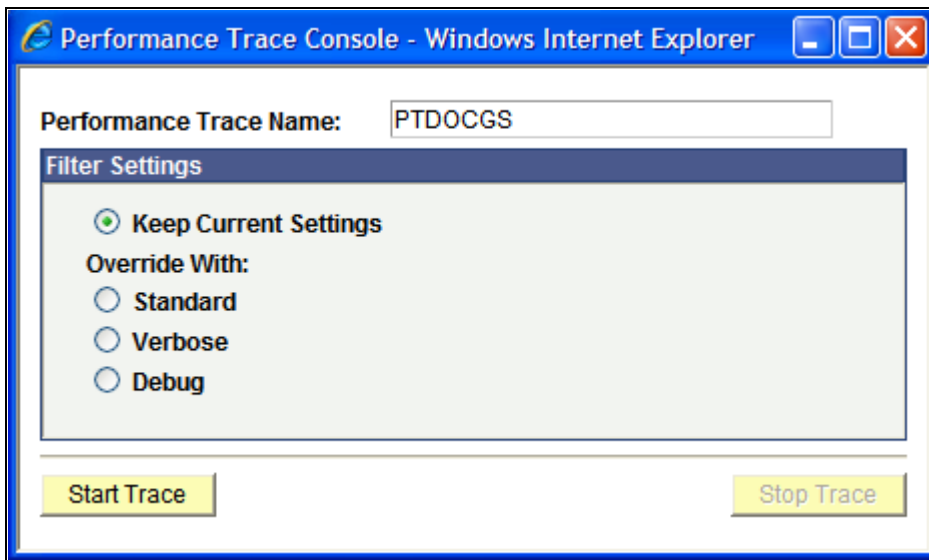 Performance Trace Console - Windows Internet Explorer
Performance Trace Name: PTDOCGS
Filter Settings
Keep Current Settings
Override With:
Standard
Verbose
Debug
Start Trace Stop Trace